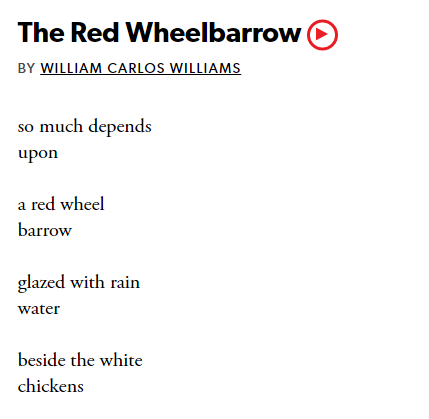 The Red Wheelbarrow
BY WILLIAM CARLOS WILLIAMS
so much depends
upon
a red wheel
barrow
glazed with rain
water
beside the white
chickens